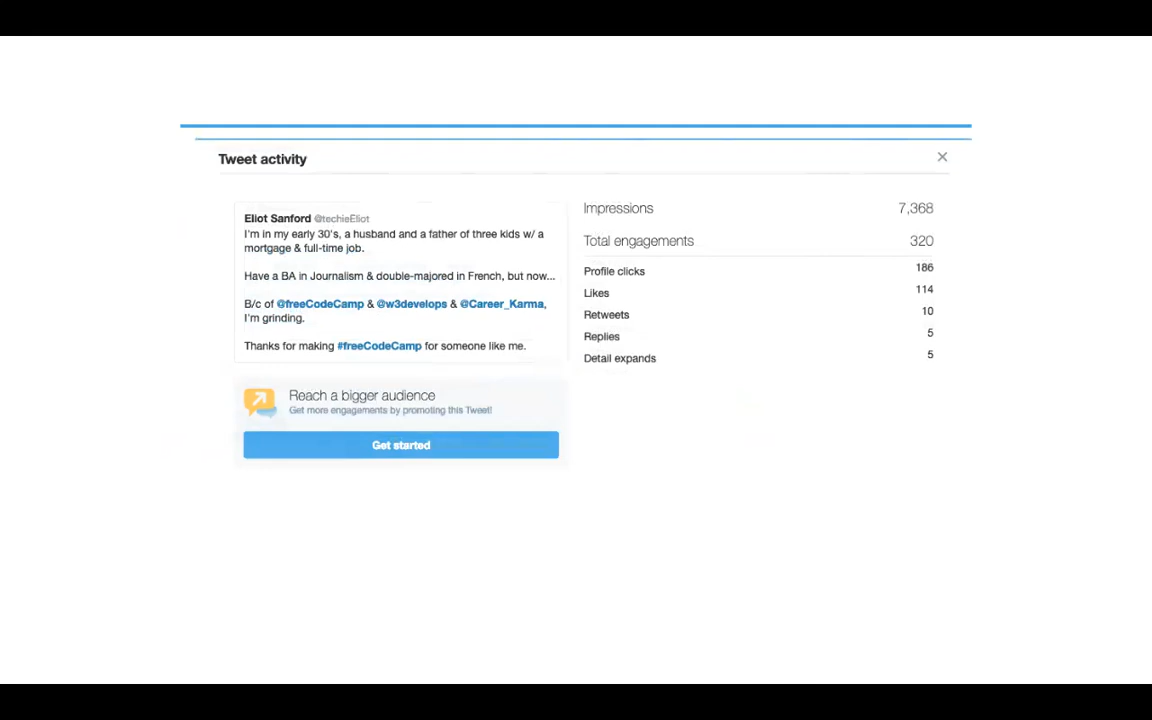 Tweet activity
Eliot Sanford @techieEliot
I'm in my early 30's, a husband and a father of three kids w/ a
mortgage & full-time job.
Have a BA in Journalism & double-majored in French, but now...
B/c of @freeCodeCamp & @w3develops & @Career_Karma,
I'm grinding.
Thanks for making #freeCodeCamp for someone like me.
Reach a bigger audience
Get more engagements by promoting this Tweet!
Get started
Impressions 7,368
Total engagements 320
Profile clicks 186
Likes 114
Retweets 10
Replies 5
Detail expands 5